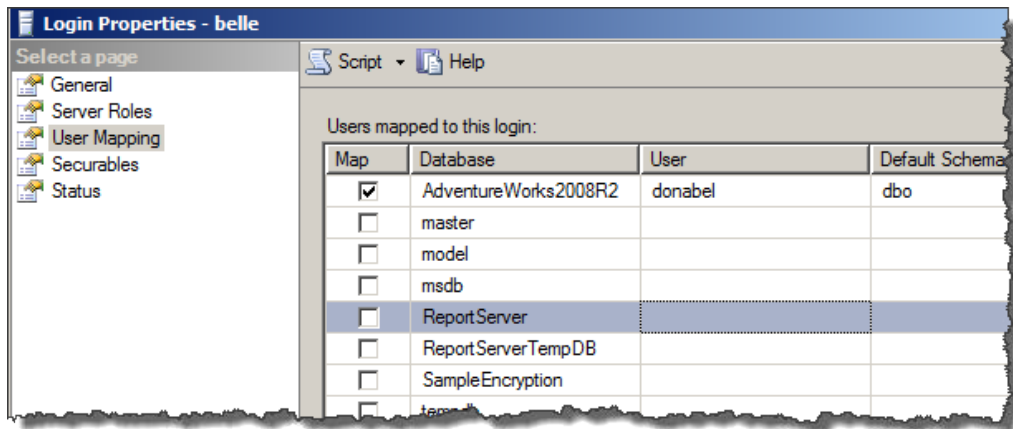 Login Properties - belle
Select a page
General
Server Roles
User Mapping
Securables
Status
Script Help
Users mapped to this login:
Map Database User Default Schema
AdventureWorks2008R2 donabel dbo
master
model
msdb
ReportServer
ReportServerTempDB
SampleEncryption